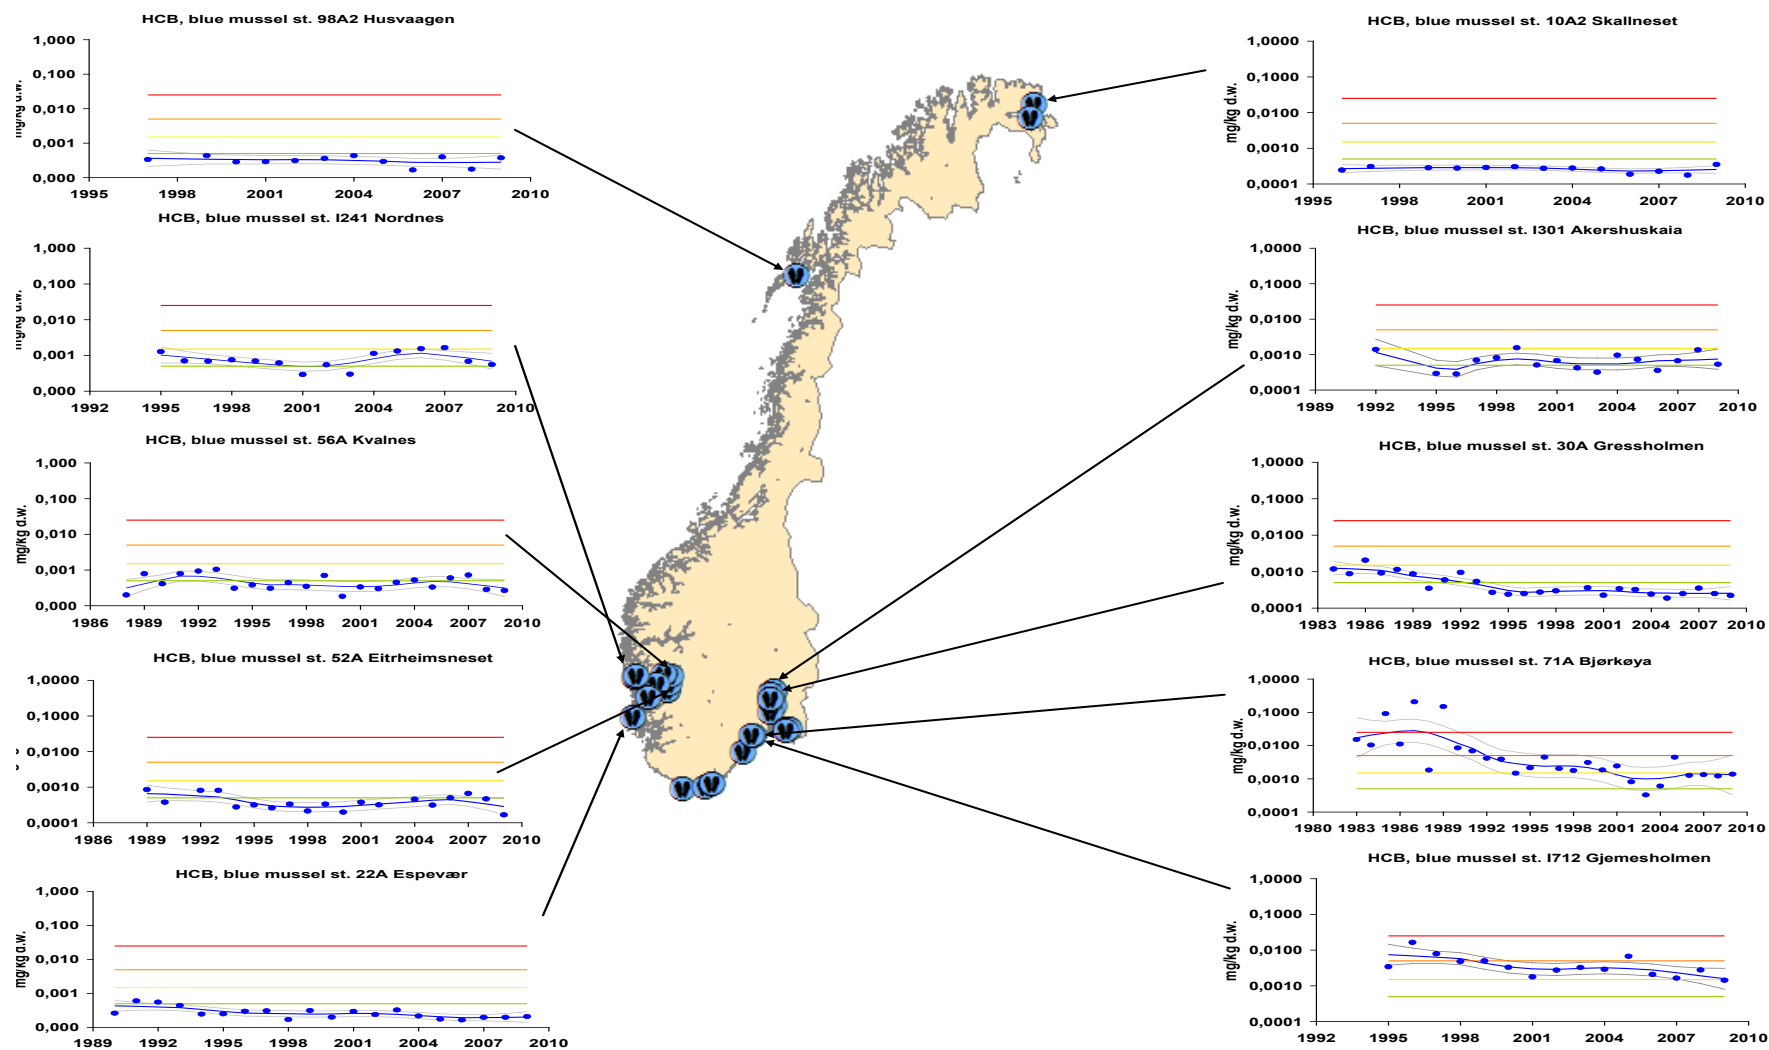 HCB, blue mussel st. 98A2 Husvaagen
1,000
0,100
0,010
0,001
0,000
mg/kg d.w.
1995 1998 2001 2004 2007 2010
HCB, blue mussel st. I241 Nordnes
1,000
0,100
0,010
0,001
0,000
mg/kg d.w.
1992 1995 1998 2001 2004 2007 2010
HCB, blue mussel st. 56A Kvalnes
1,000
0,100
0,010
0,001
0,000
mg/kg d.w.
1986 1989 1992 1995 1998 2001 2004 2007 2010
HCB, blue mussel st. 52A Eitrheimsneset
1,0000
0,1000
0,0100
0,0010
0,0001
1986 1989 1992 1995 1998 2001 2004 2007 2010
HCB, blue mussel st. 22A Espevær
1,000
0,100
0,010
0,001
0,000
mg/kg d.w.
1989 1992 1995 1998 2001 2004 2007 2010
HCB, blue mussel st. 10A2 Skallneset
1,0000
0,1000
0,0100
0,0010
0,0001
mg/kg d.w.
1995 1998 2001 2004 2007 2010
HCB, blue mussel st. I301 Akershuskaia
1,0000
0,1000
0,0100
0,0010
0,0001
mg/kg d.w.
1989 1992 1995 1998 2001 2004 2007 2010
HCB, blue mussel st. 30A Gressholmen
1,0000
0,1000
0,0100
0,0010
0,0001
mg/kg d.w.
1983 1986 1989 1992 1995 1998 2001 2004 2007 2010
HCB, blue mussel st. 71A Bjørkøya
1,0000
0,1000
0,0100
0,0010
0,0001
mg/kg d.w.
1980 1983 1986 1989 1992 1995 1998 2001 2004 2007 2010
HCB, blue mussel st. I712 Gjemesholmen
1,0000
0,1000
0,0100
0,0010
0,0001
mg/kg d.w.
1992 1995 1998 2001 2004 2007 2010